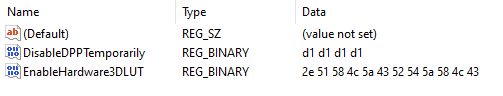 Name Type Data
(Default) REG_SZ (value not set)
DisableDPPTemporarily REG_BINARY d1 d1 d1 d1
EnableHardware3DLUT REG_BINARY 2e 51 58 4c 5a 43 52 54 5a 58 4c 43